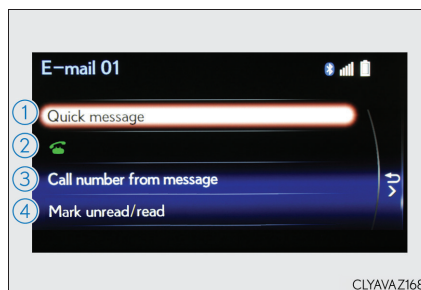 E-mail 01
1 Quick message
2
3 Call number from message
4 Mark unread/read
CLYAVAZ168